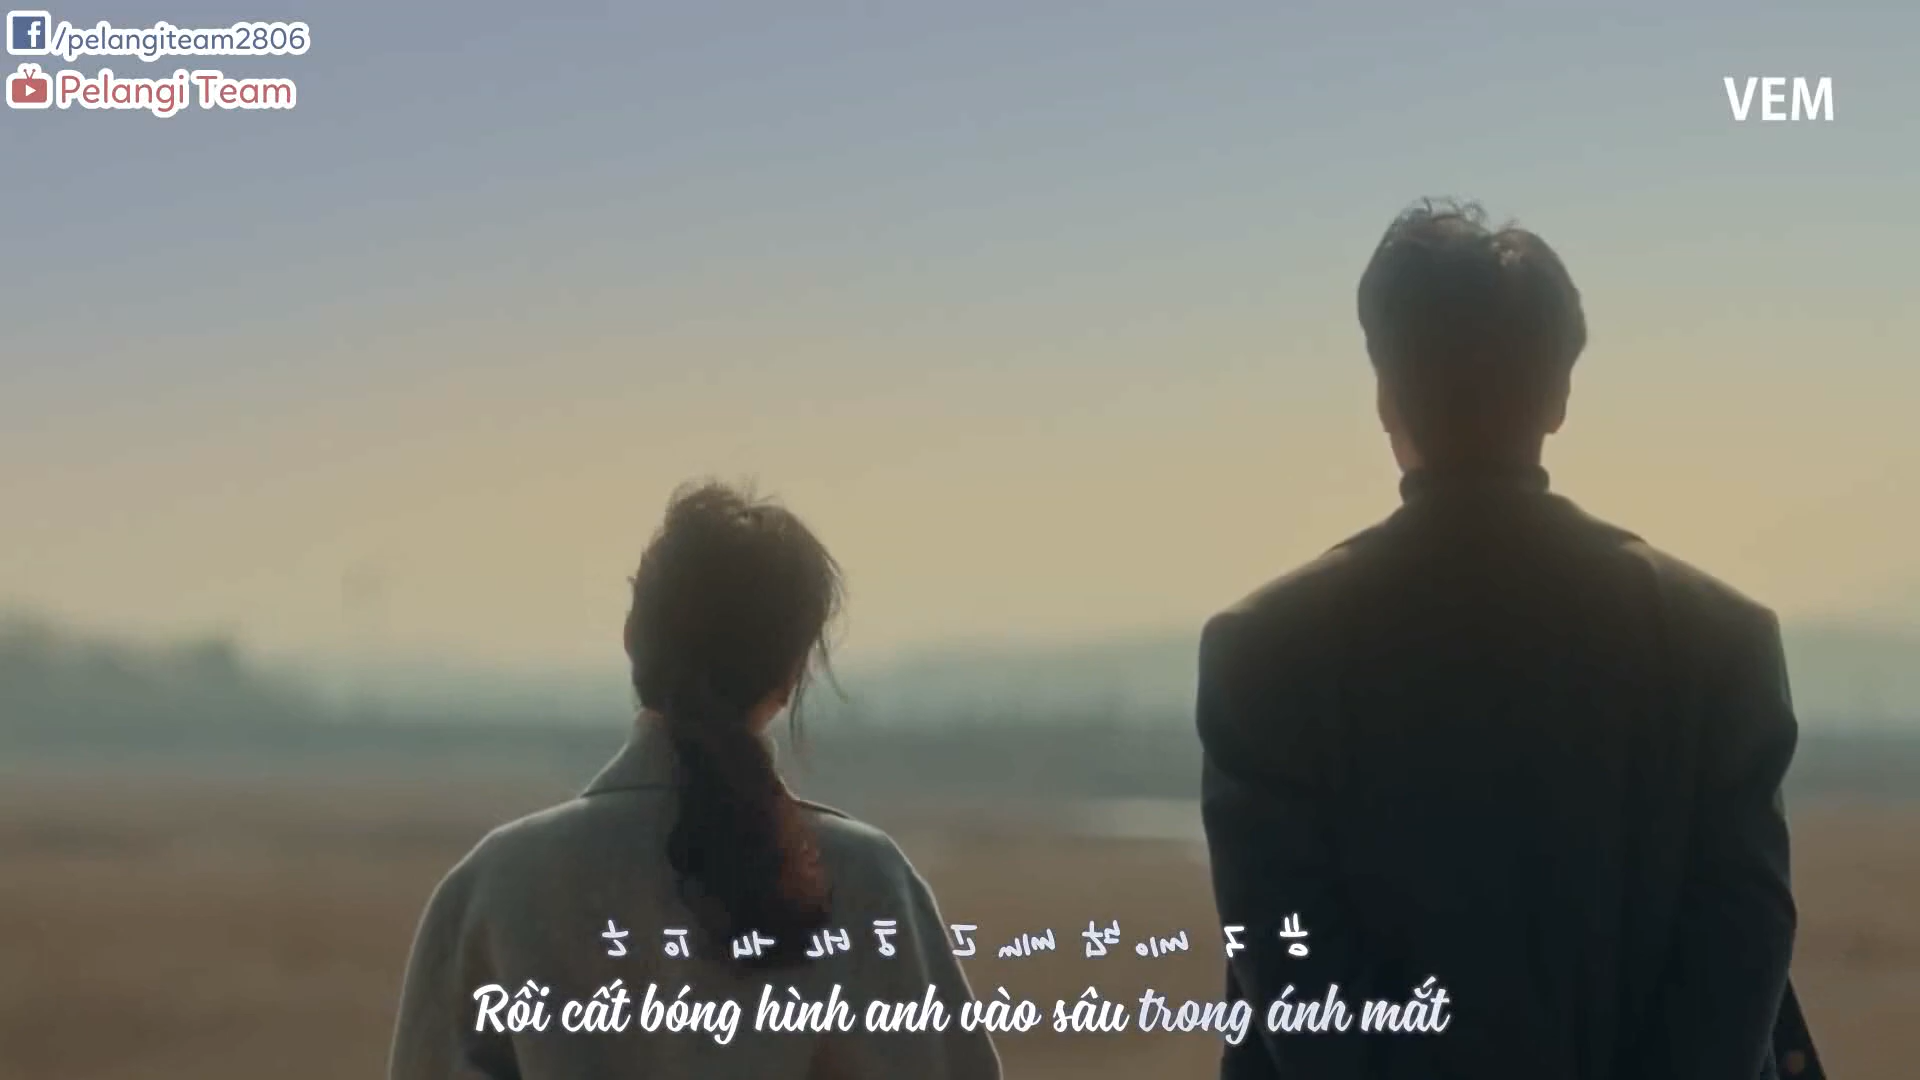 /pelangiteam2806
Pelangi Team
VEM
Rồi cất bóng hình anh vào sâu trong ánh mắt